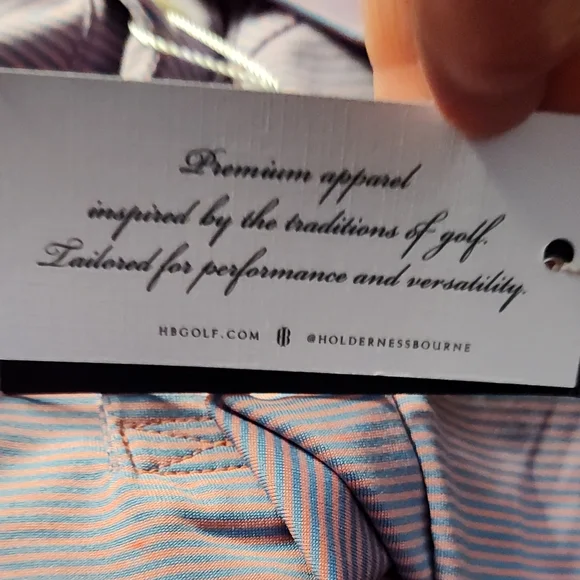 Premium apparel
inspired by the traditions of golf.
Tailored for performance and versatility.
HBGOLF.COM HB @HOLDERNESSBOURNE